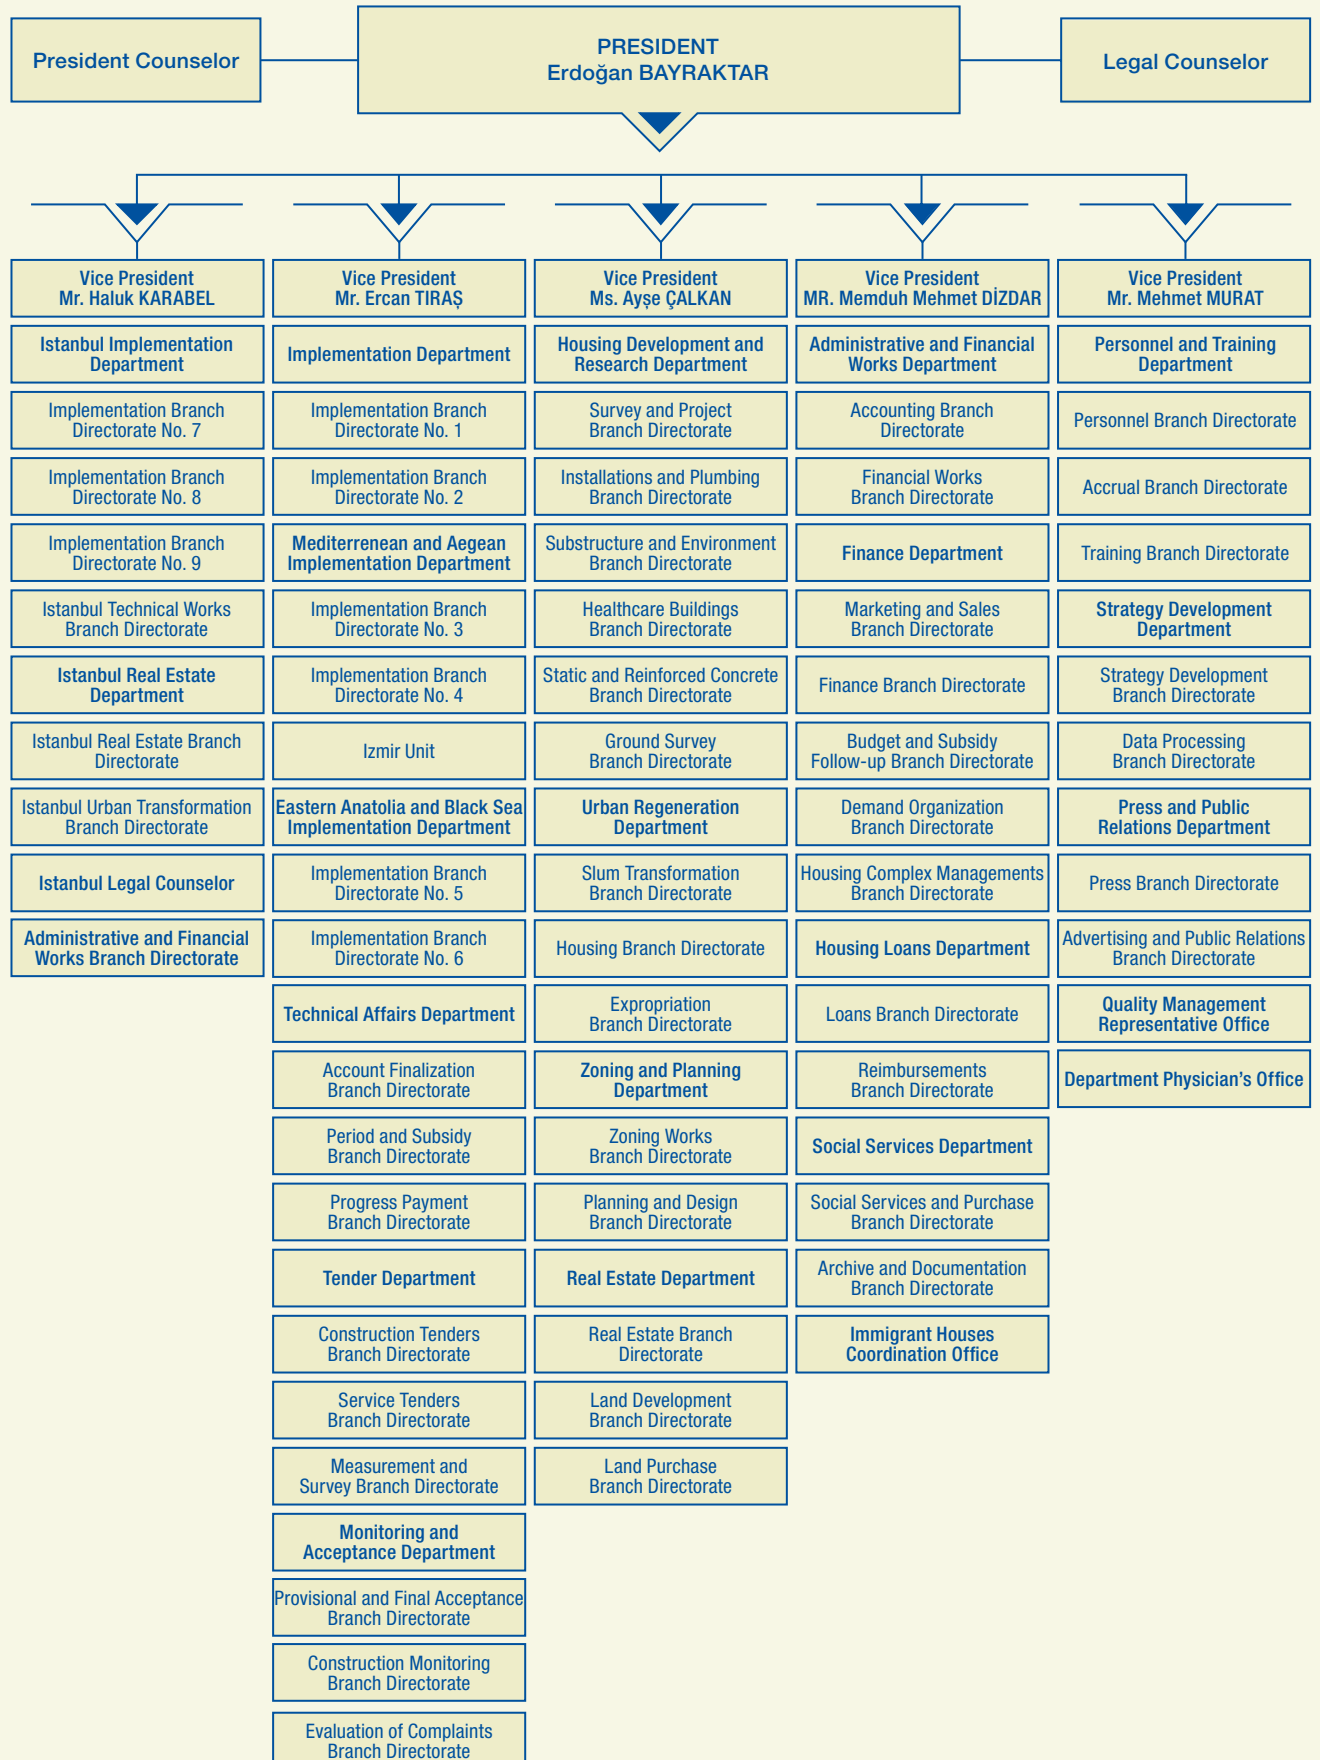 President Counselor
PRESIDENT
Erdoğan BAYRAKTAR
Legal Counselor
Vice President
Mr. Haluk KARABEL
Istanbul Implementation
Department
Implementation Branch
Directorate No. 7
Implementation Branch
Directorate No. 8
Implementation Branch
Directorate No. 9
Istanbul Technical Works
Branch Directorate
Istanbul Real Estate
Department
Istanbul Real Estate Branch
Directorate
Istanbul Urban Transformation
Branch Directorate
Istanbul Legal Counselor
Administrative and Financial
Works Branch Directorate
Vice President
Mr. Ercan TIRAŞ
Implementation Department
Implementation Branch
Directorate No. 1
Implementation Branch
Directorate No. 2
Mediterrenean and Aegean
Implementation Department
Implementation Branch
Directorate No. 3
Implementation Branch
Directorate No. 4
Izmir Unit
Eastern Anatolia and Black Sea
Implementation Department
Implementation Branch
Directorate No. 5
Implementation Branch
Directorate No. 6
Technical Affairs Department
Account Finalization
Branch Directorate
Period and Subsidy
Branch Directorate
Progress Payment
Branch Directorate
Tender Department
Construction Tenders
Branch Directorate
Service Tenders
Branch Directorate
Measurement and
Survey Branch Directorate
Monitoring and
Acceptance Department
Provisional and Final Acceptance
Branch Directorate
Construction Monitoring
Branch Directorate
Evaluation of Complaints
Branch Directorate
Vice President
Ms. Ayşe ÇALKAN
Housing Development and
Research Department
Survey and Project
Branch Directorate
Installations and Plumbing
Branch Directorate
Substructure and Environment
Branch Directorate
Healthcare Buildings
Branch Directorate
Static and Reinforced Concrete
Branch Directorate
Ground Survey
Branch Directorate
Urban Regeneration
Department
Slum Transformation
Branch Directorate
Housing Branch Directorate
Expropriation
Branch Directorate
Zoning and Planning
Department
Zoning Works
Branch Directorate
Planning and Design
Branch Directorate
Real Estate Department
Real Estate Branch
Directorate
Land Development
Branch Directorate
Land Purchase
Branch Directorate
Vice President
MR. Memduh Mehmet DİZDAR
Administrative and Financial
Works Department
Accounting Branch
Directorate
Financial Works
Branch Directorate
Finance Department
Marketing and Sales
Branch Directorate
Finance Branch Directorate
Budget and Subsidy
Follow-up Branch Directorate
Demand Organization
Branch Directorate
Housing Complex Managements
Branch Directorate
Housing Loans Department
Loans Branch Directorate
Reimbursements
Branch Directorate
Social Services Department
Social Services and Purchase
Branch Directorate
Archive and Documentation
Branch Directorate
Immigrant Houses
Coordination Office
Vice President
Mr. Mehmet MURAT
Personnel and Training
Department
Personnel Branch Directorate
Accrual Branch Directorate
Training Branch Directorate
Strategy Development
Department
Strategy Development
Branch Directorate
Data Processing
Branch Directorate
Press and Public
Relations Department
Press Branch Directorate
Advertising and Public Relations
Branch Directorate
Quality Management
Representative Office
Department Physician's Office